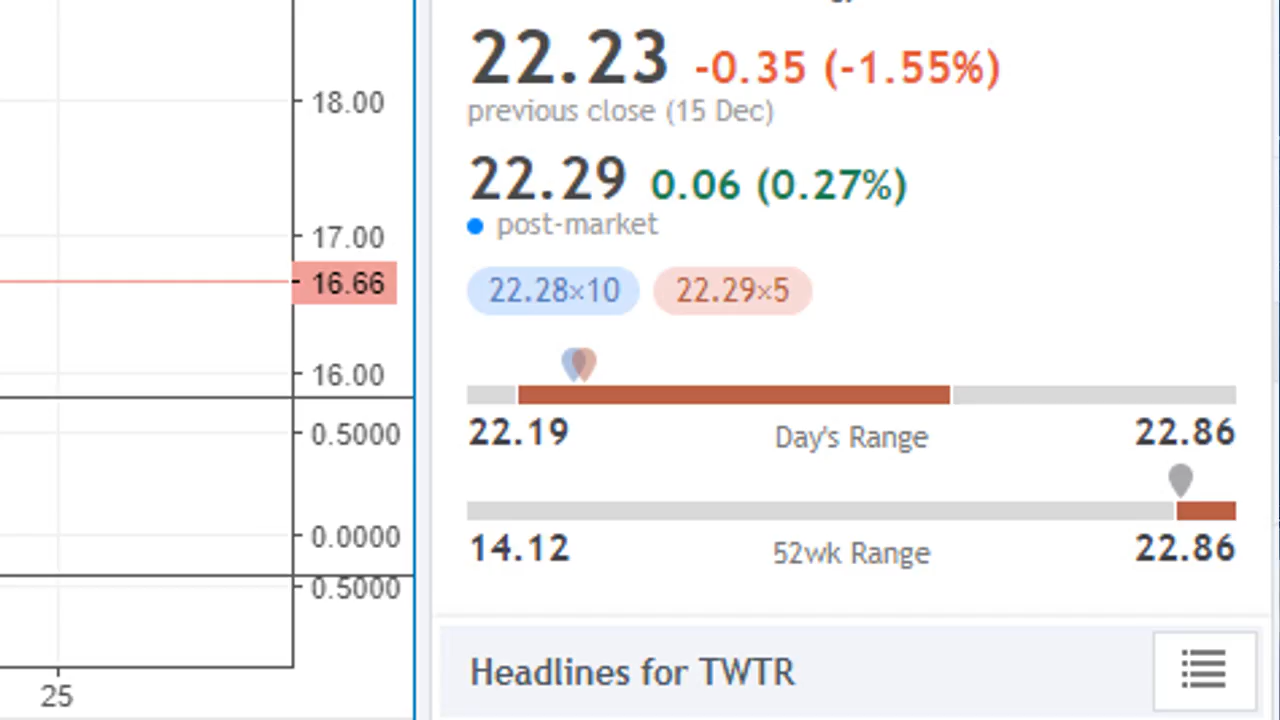 18.00
17.00
16.66
16.00
0.5000
0.0000
0.5000
25
22.23 -0.35 (-1.55%)
previous close (15 Dec)
22.29 0.06 (0.27%)
post-market
22.28×10 22.29×5
22.19 Day's Range 22.86
14.12 52wk Range 22.86
Headlines for TWTR